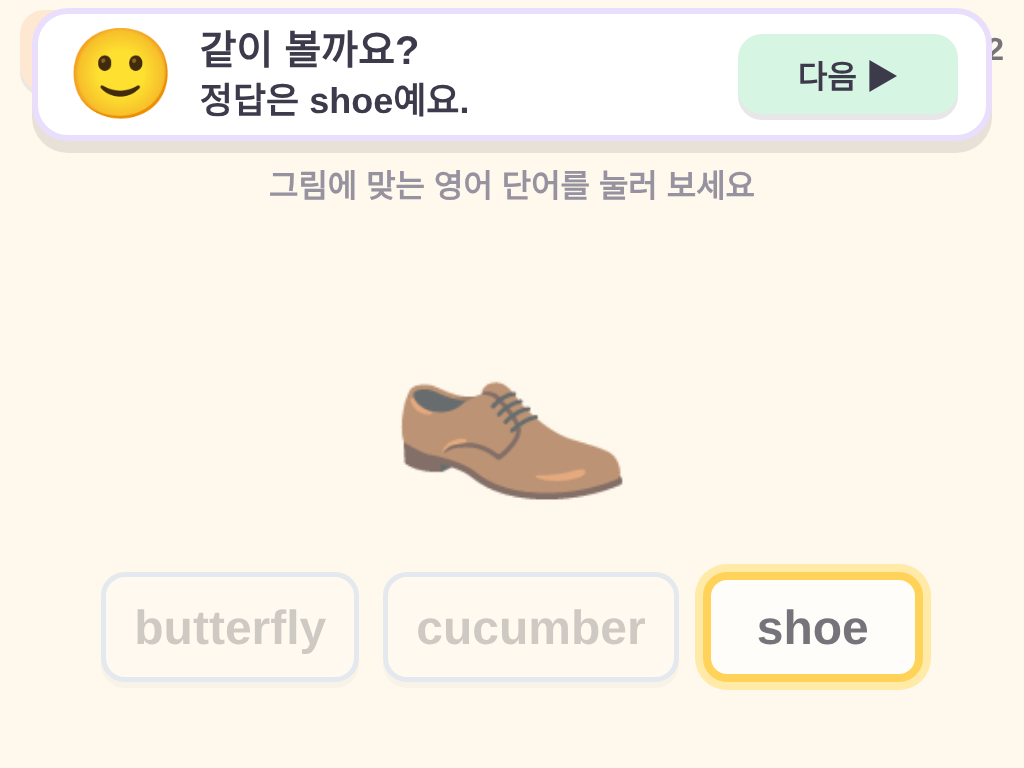 같이 볼까요?
정답은 shoe예요.
다음 ▶
2
그림에 맞는 영어 단어를 눌러 보세요
butterfly
cucumber
shoe